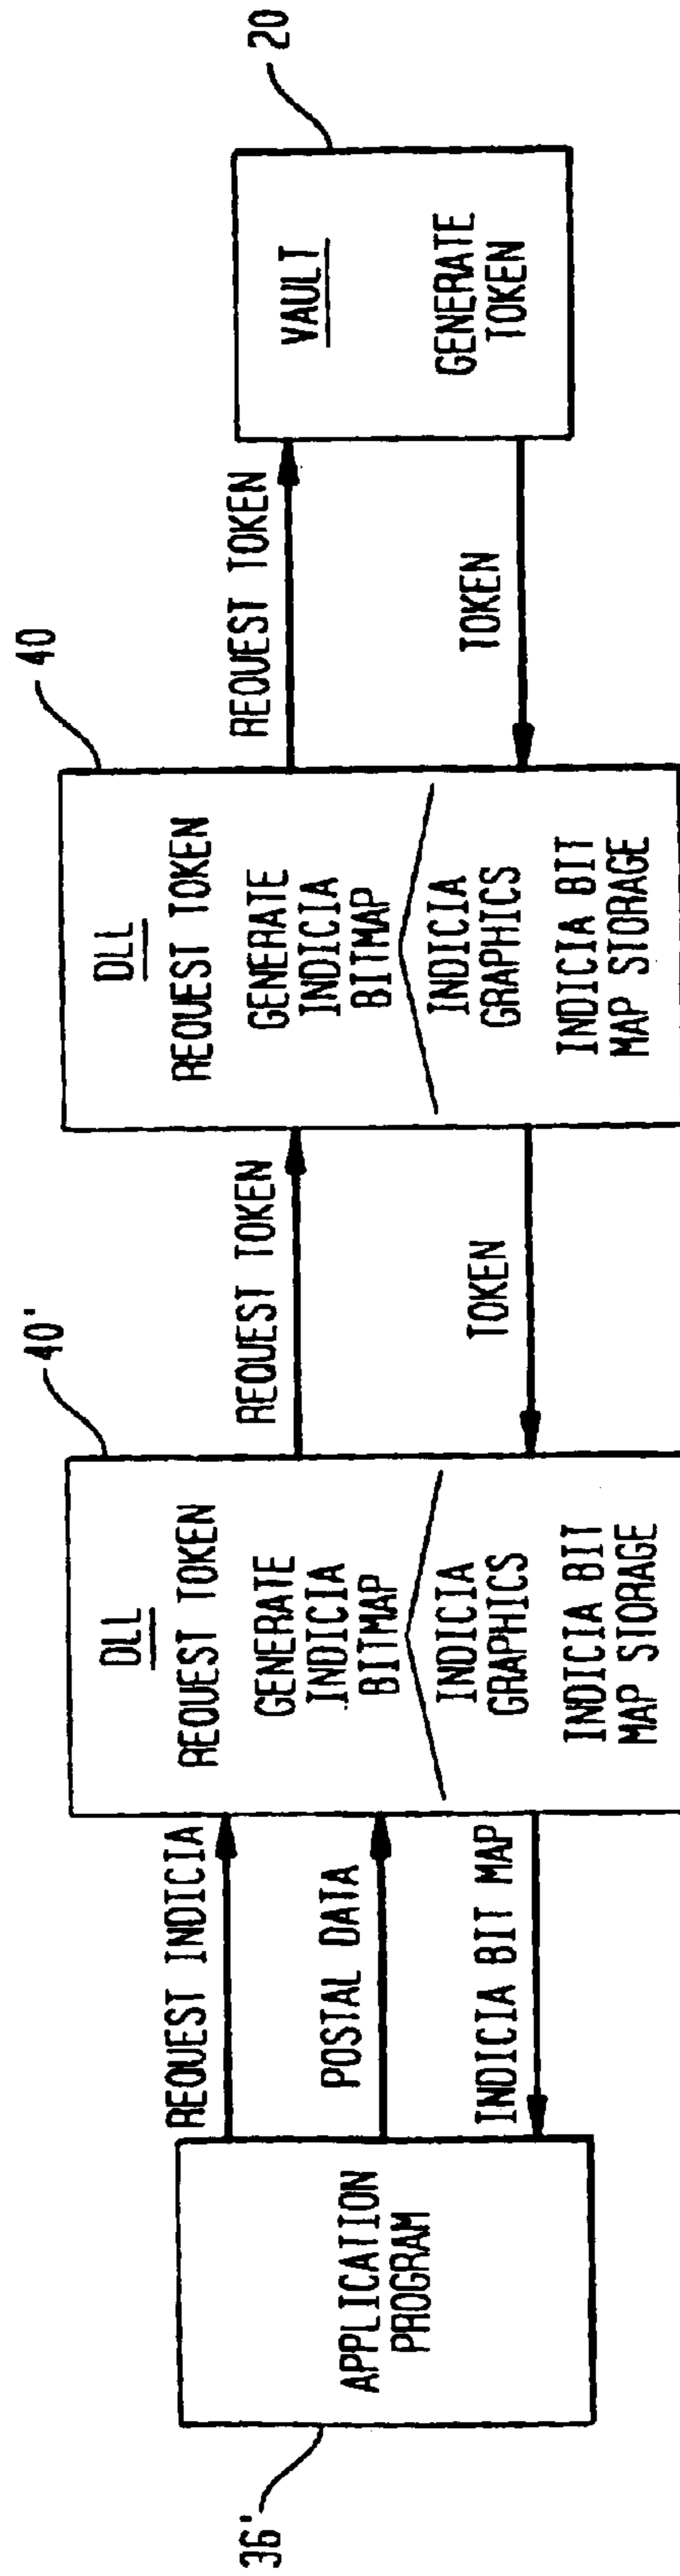 36'
APPLICATION
PROGRAM
REQUEST INDICIA
POSTAL DATA
INDICIA BIT MAP
40'
DLL
REQUEST TOKEN
GENERATE
INDICIA
BITMAP
INDICIA
GRAPHICS
INDICIA BIT
MAP STORAGE
REQUEST TOKEN
TOKEN
40
DLL
REQUEST TOKEN
GENERATE
INDICIA
BITMAP
INDICIA
GRAPHICS
INDICIA BIT
MAP STORAGE
REQUEST TOKEN
TOKEN
20
VAULT
GENERATE
TOKEN